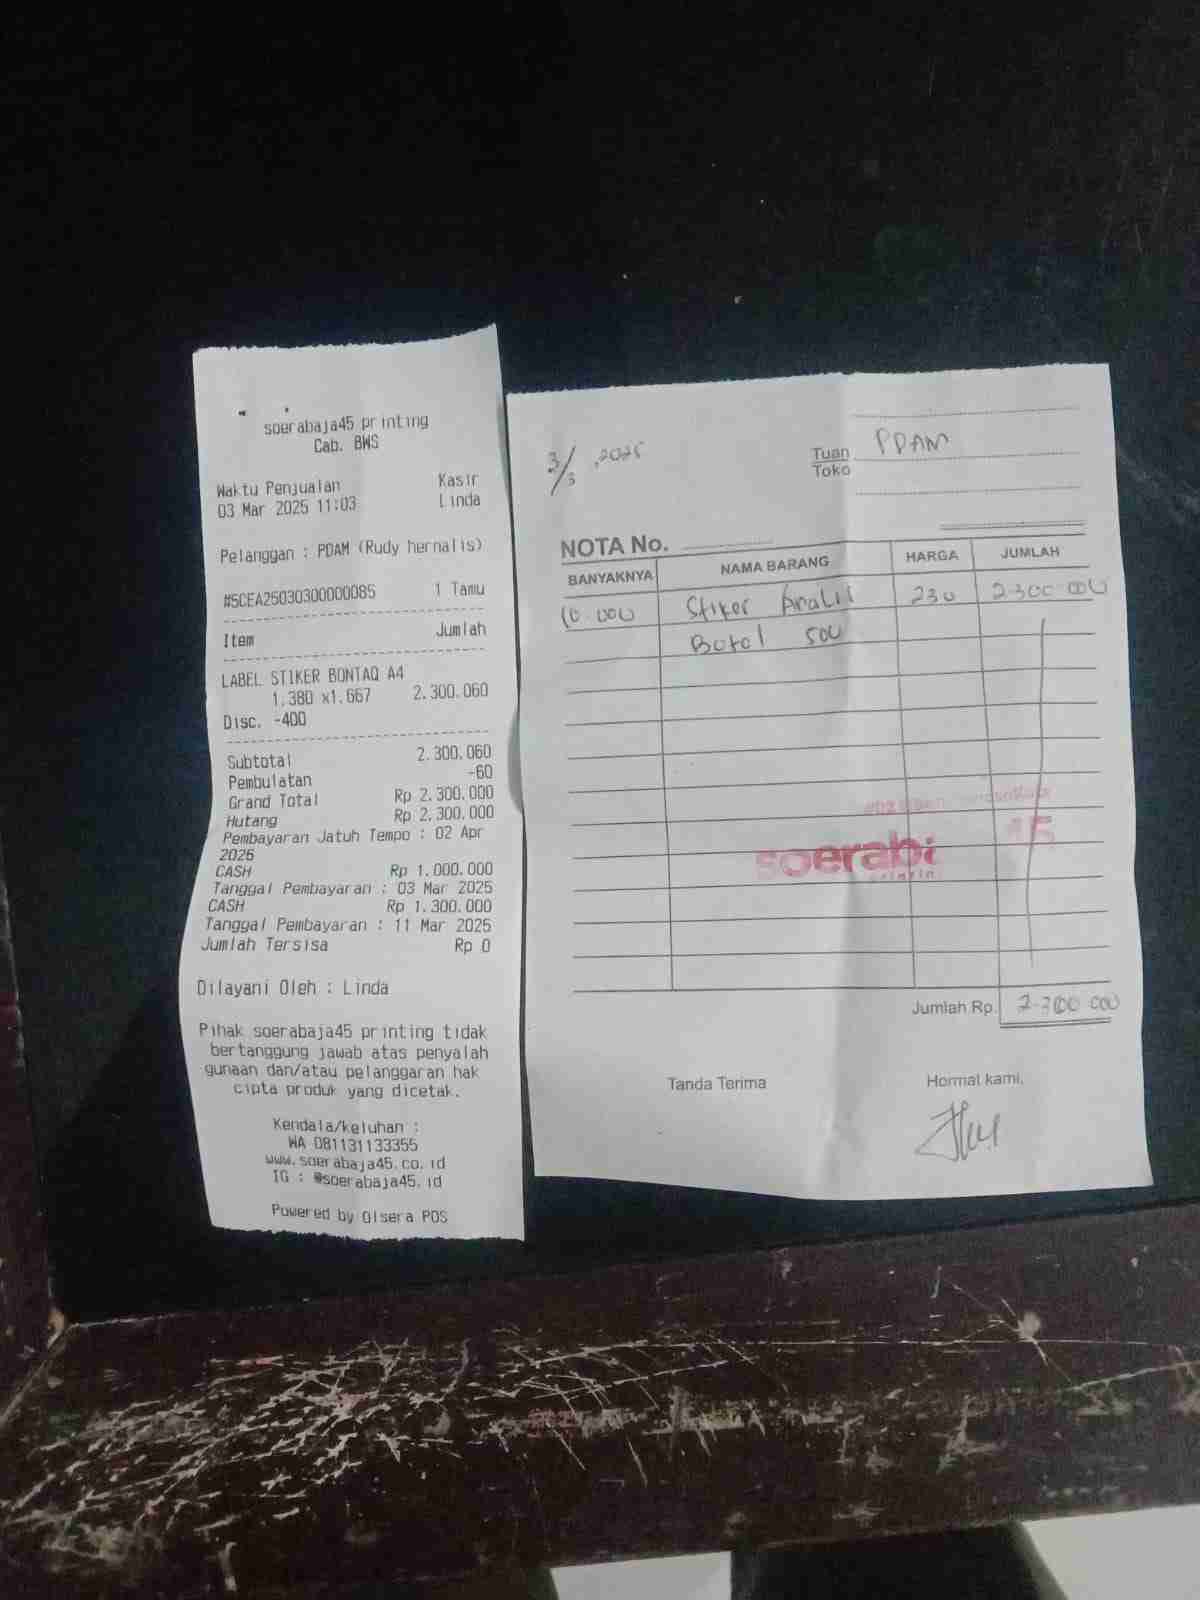 soerabaja45 printing
Cab. BWS
Waktu Penjualan Kasir
03 Mar 2025 11:03 Linda
Pelanggan : PDAM (Rudy hernalis)
#5CEA25030300000085 1 Tamu
Item Jumlah
LABEL STIKER BONTAQ A4
1.380 x1.667 2.300.060
Disc. -400
Subtotal 2.300.060
Pembulatan -60
Grand Total Rp 2.300.000
Hutang Rp 2.300.000
Pembayaran Jatuh Tempo : 02 Apr
2025
CASH Rp 1.000.000
Tanggal Pembayaran : 03 Mar 2025
CASH Rp 1.300.000
Tanggal Pembayaran : 11 Mar 2025
Jumlah Tersisa Rp 0
Dilayani Oleh : Linda
Pihak soerabaja45 printing tidak
bertanggung jawab atas penyalah
gunaan dan/atau pelanggaran hak
cipta produk yang dicetak.
Kendala/keluhan :
WA 081131133355
www.soerabaja45.co.id
IG : @soerabaja45.id
Powered by Olsera POS
3/3 ,2025
Tuan PDAM
Toko
NOTA No.
BANYAKNYA NAMA BARANG HARGA JUMLAH
10.000 Stiker 230 2.300.000
Botol 500
soerabaj 45
Jumlah Rp. 2.300.000
Tanda Terima Hormat kami,